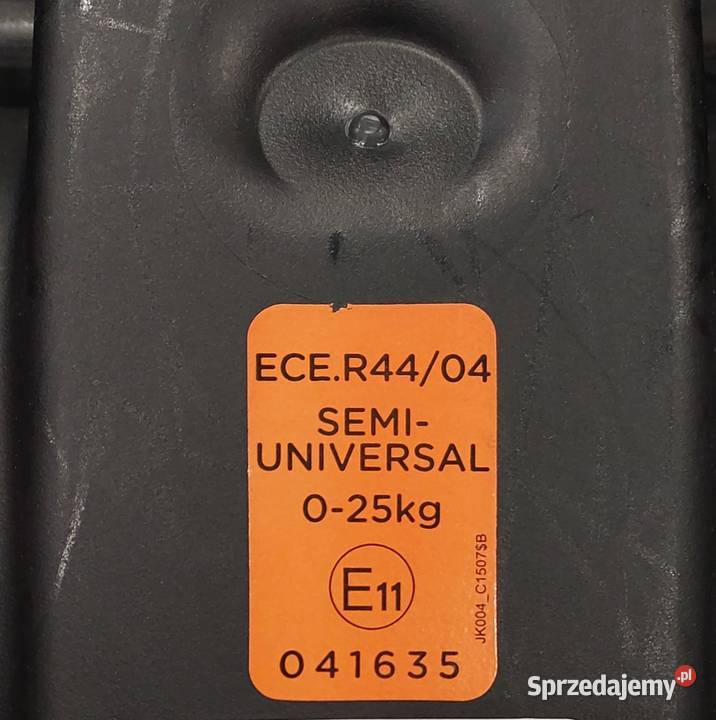 ECE.R44/04
SEMI-
UNIVERSAL
0-25kg
E11
JK004_C1507$B
041635
Sprzedajemy.pl